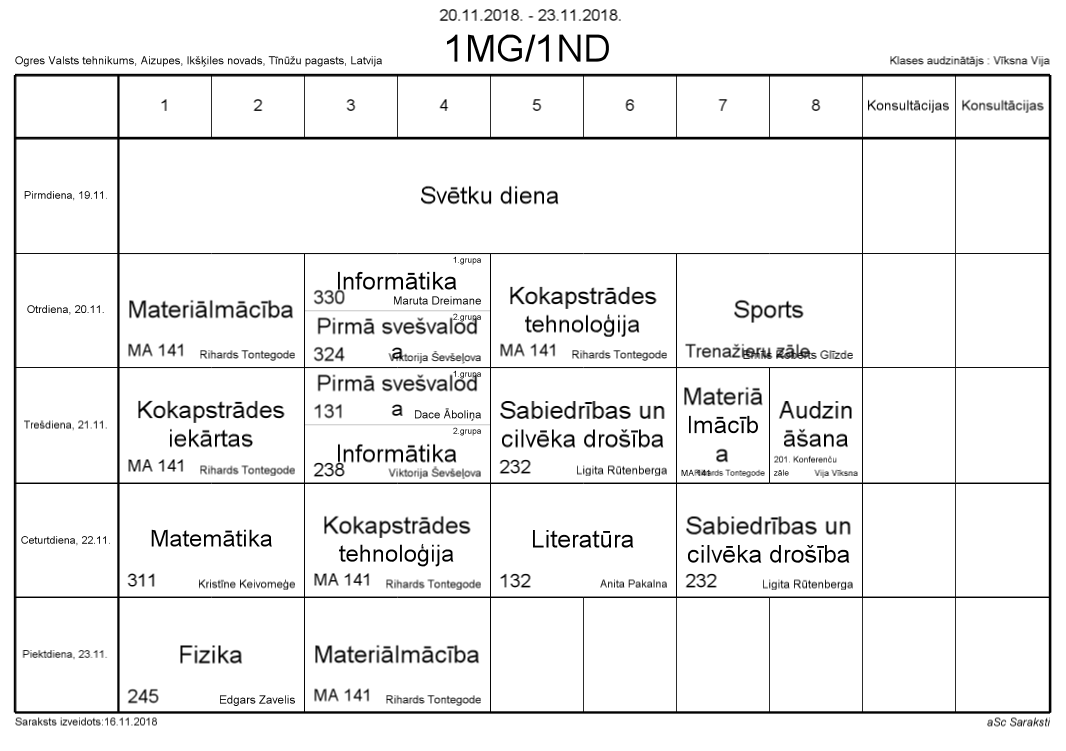 20.11.2018. - 23.11.2018.
1MG/1ND
Ogres Valsts tehnikums, Aizupes, Ikšķiles novads, Tīnūžu pagasts, Latvija
Klases audzinātājs : Vīksna Vija
1 2 3 4 5 6 7 8 Konsultācijas Konsultācijas
Pirmdiena, 19.11.
Svētku diena
Otrdiena, 20.11.
Materiālmācība
MA 141 Rihards Tontegode
1.grupa
Informātika
330 Maruta Dreimane
2.grupa
Pirmā svešvalod
a
324 Viktorija Ševšeļova
Kokapstrādes
tehnoloģija
MA 141 Rihards Tontegode
Sports
Trenažieru zāle Emīls Roberts Glīzde
Trešdiena, 21.11.
Kokapstrādes
iekārtas
MA 141 Rihards Tontegode
1.grupa
Pirmā svešvalod
a
131 Dace Āboliņa
2.grupa
Informātika
238 Viktorija Ševšeļova
Sabiedrības un
cilvēka drošība
232 Ligita Rūtenberga
Materiā
lmācīb
a
MA 141 Rihards Tontegode
Audzin
āšana
201. Konferenču
zāle Vija Vīksna
Ceturtdiena, 22.11.
Matemātika
311 Kristīne Keivomeģe
Kokapstrādes
tehnoloģija
MA 141 Rihards Tontegode
Literatūra
132 Anita Pakalna
Sabiedrības un
cilvēka drošība
232 Ligita Rūtenberga
Piektdiena, 23.11.
Fizika
245 Edgars Zavelis
Materiālmācība
MA 141 Rihards Tontegode
Saraksts izveidots:16.11.2018
aSc Saraksti